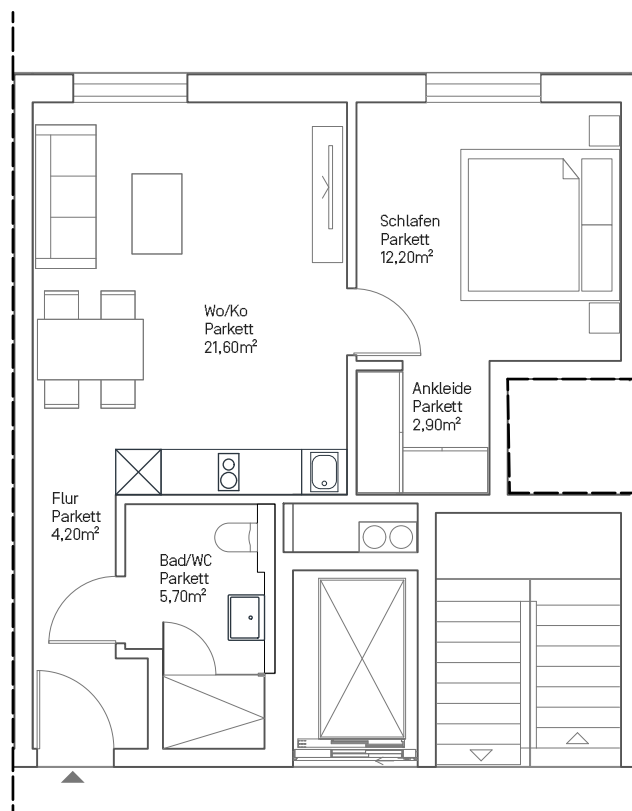 Schlafen
Parkett
12,20m²
Wo/Ko
Parkett
21,60m²
Ankleide
Parkett
2,90m²
Flur
Parkett
4,20m²
Bad/WC
Parkett
5,70m²